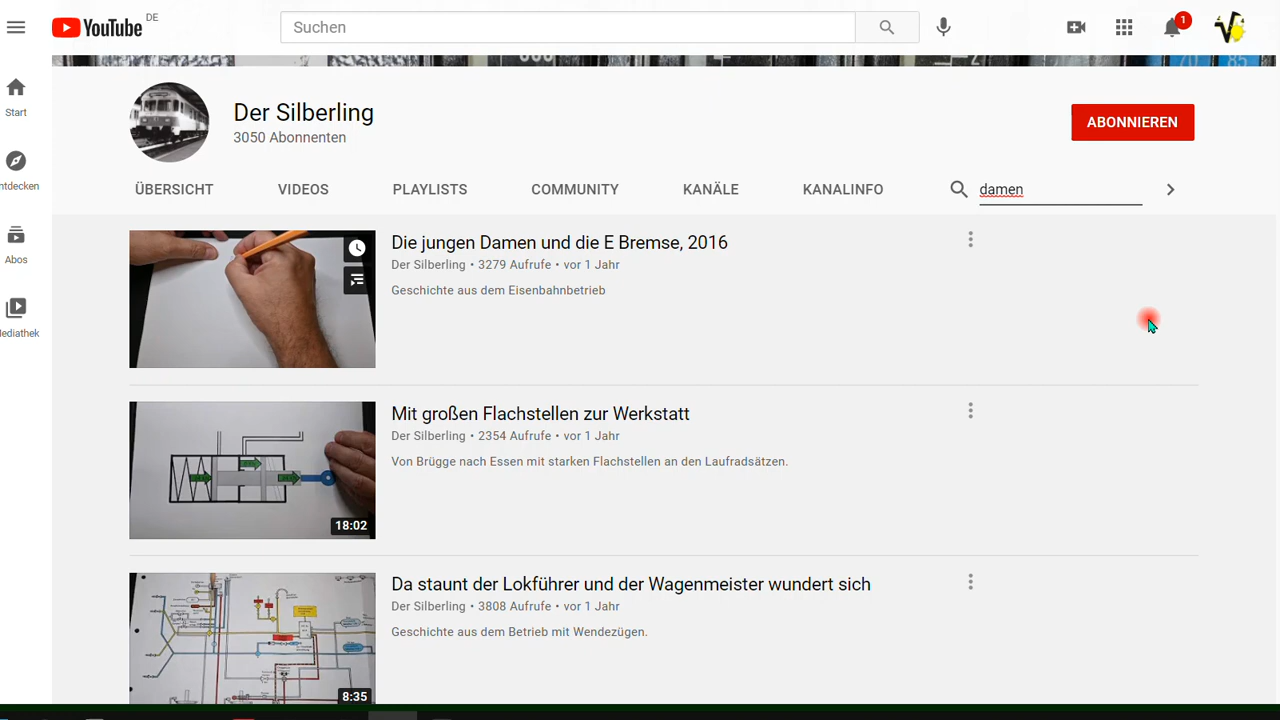 YouTube DE
Suchen
1
Start
ntdecken
Abos
Mediathek
Der Silberling
3050 Abonnenten
ABONNIEREN
ÜBERSICHT VIDEOS PLAYLISTS COMMUNITY KANÄLE KANALINFO damen
Die jungen Damen und die E Bremse, 2016
Der Silberling • 3279 Aufrufe • vor 1 Jahr
Geschichte aus dem Eisenbahnbetrieb
Mit großen Flachstellen zur Werkstatt
Der Silberling • 2354 Aufrufe • vor 1 Jahr
Von Brügge nach Essen mit starken Flachstellen an den Laufradsätzen.
18:02
Da staunt der Lokführer und der Wagenmeister wundert sich
Der Silberling • 3808 Aufrufe • vor 1 Jahr
Geschichte aus dem Betrieb mit Wendezügen.
8:35